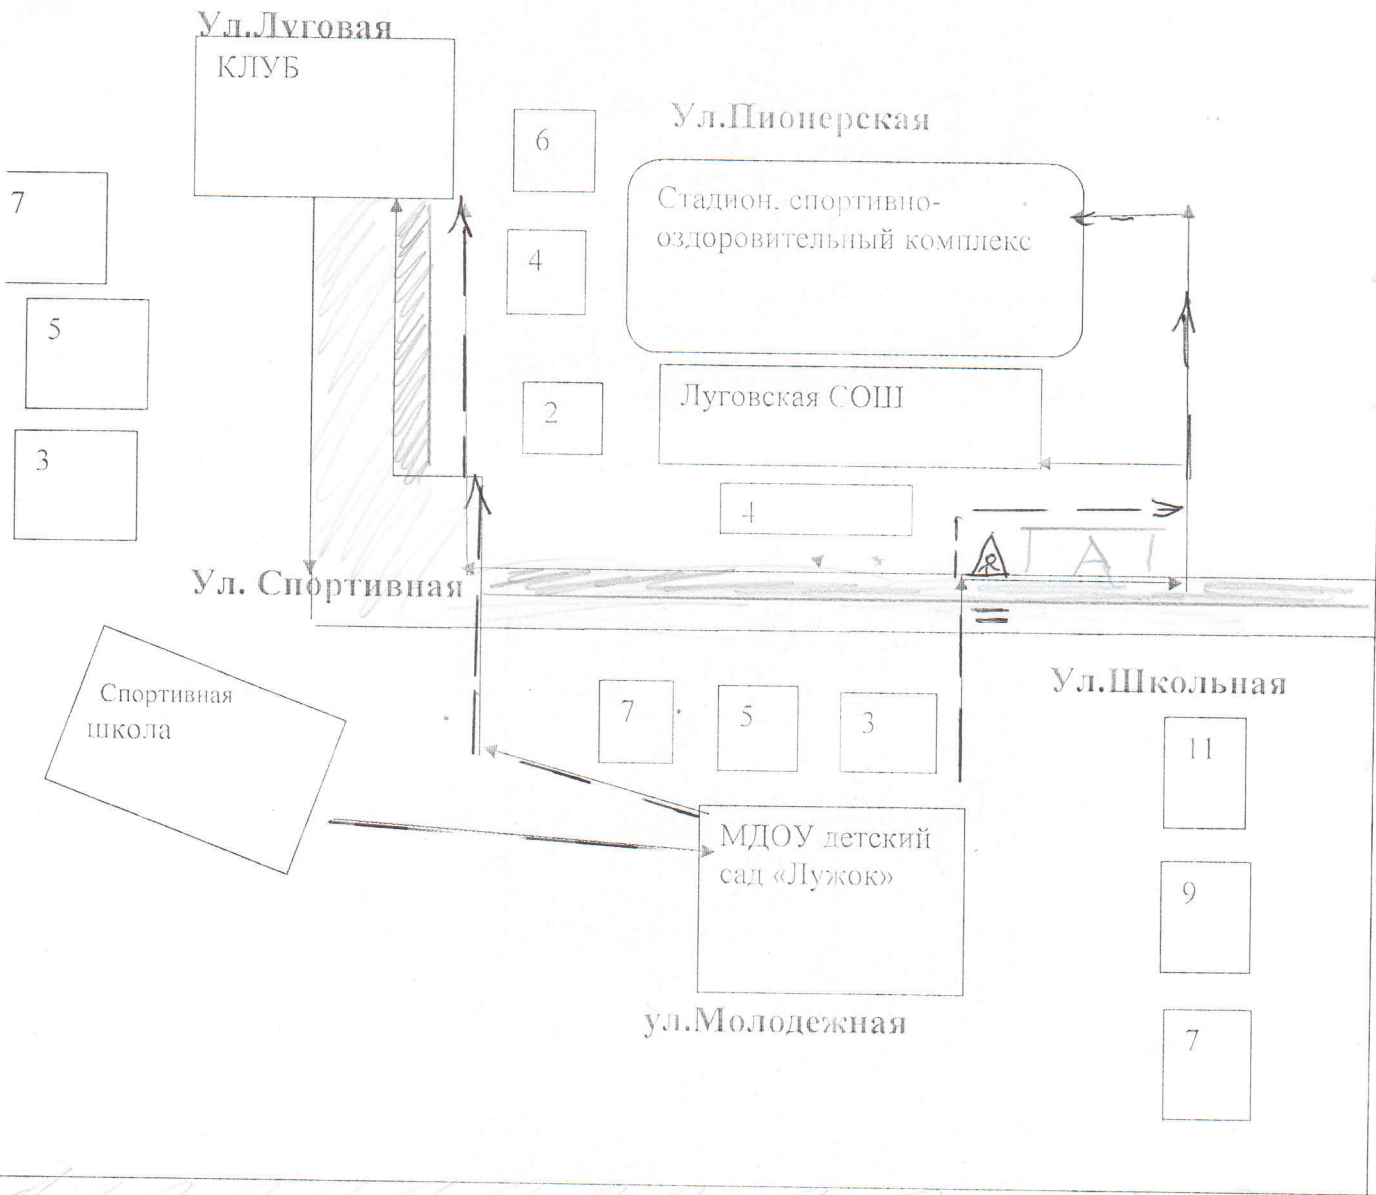 Ул.Луговая
КЛУБ
Ул.Пионерская
6
7
Стадион, спортивно-
оздоровительный комплекс
4
5
Луговская СОШ
2
3
4
Ул. Спортивная
Спортивная
школа
7
5
3
Ул.Школьная
11
МДОУ детский
сад «Лужок»
9
ул.Молодежная
7